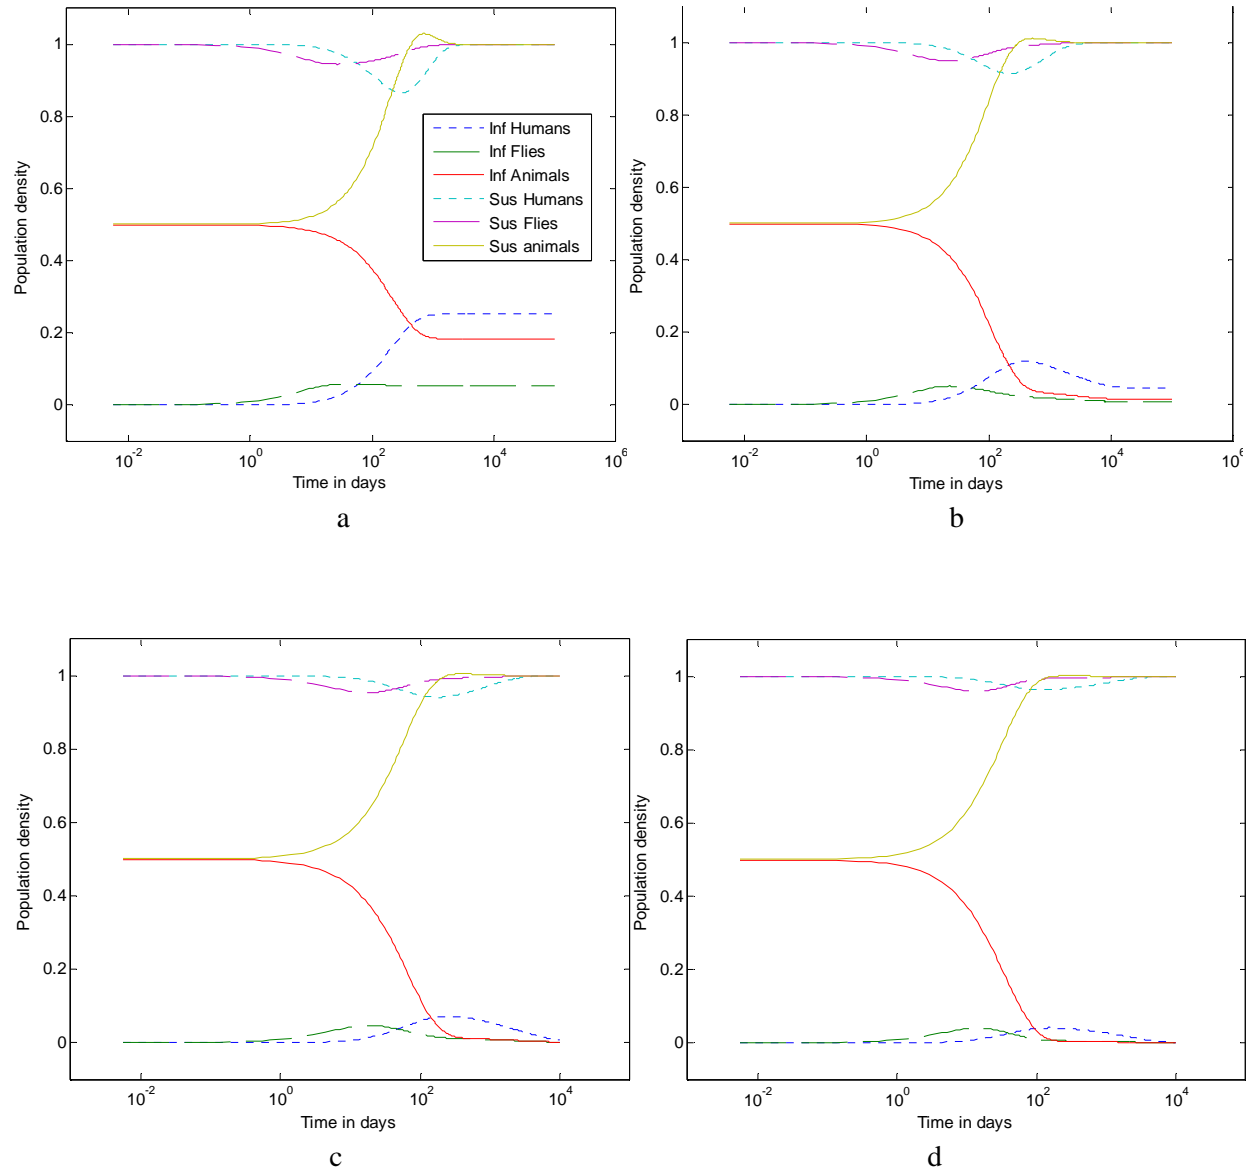 1
0.8
0.6
0.4
0.2
0
Population density
10^-2
10^0
10^2
10^4
10^6
Time in days
Inf Humans
Inf Flies
Inf Animals
Sus Humans
Sus Flies
Sus animals
a
1
0.8
0.6
0.4
0.2
0
Population density
10^-2
10^0
10^2
10^4
10^6
Time in days
b
1
0.8
0.6
0.4
0.2
0
Population density
10^-2
10^0
10^2
10^4
Time in days
c
1
0.8
0.6
0.4
0.2
0
Population density
10^-2
10^0
10^2
10^4
Time in days
d